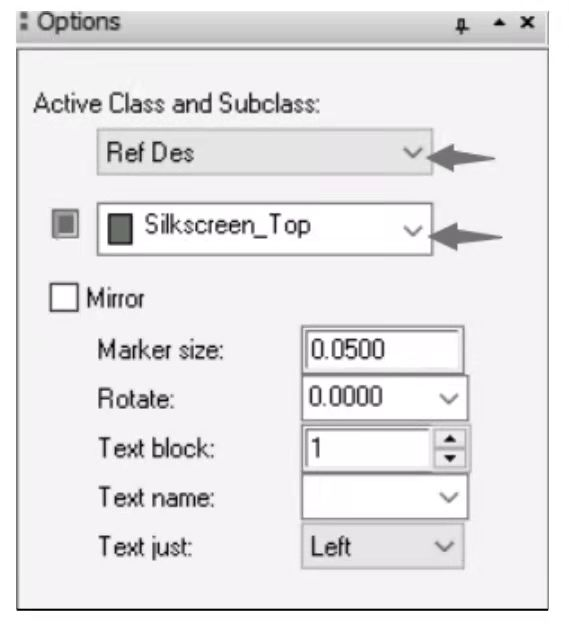 Options
Active Class and Subclass:
Ref Des
Silkscreen_Top
Mirror
Marker size: 0.0500
Rotate: 0.0000
Text block: 1
Text name:
Text just: Left